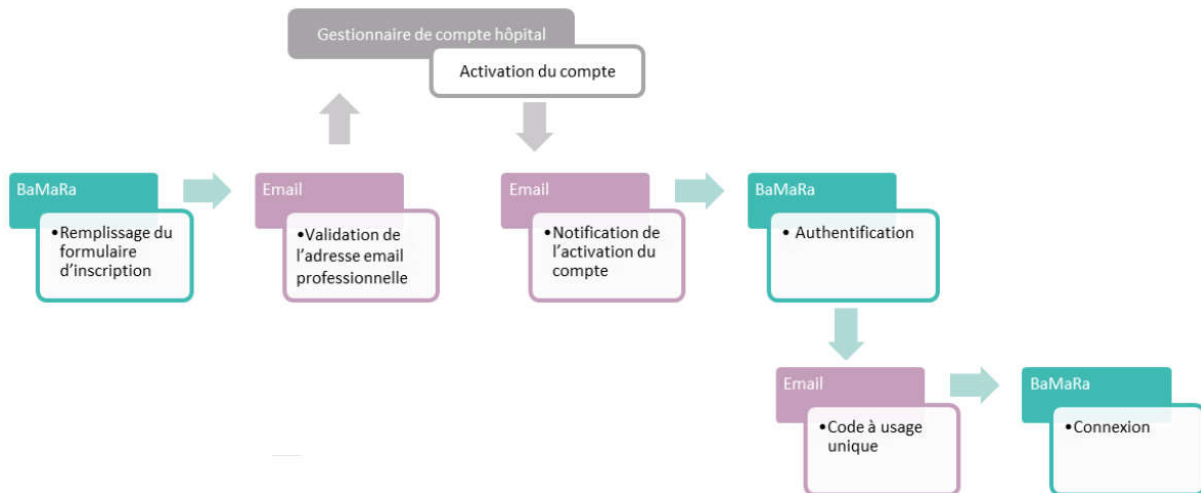 Gestionnaire de compte hôpital
Activation du compte
BaMaRa
•Remplissage du
formulaire
d’inscription
Email
•Validation de
l’adresse email
professionnelle
Email
•Notification de
l’activation du
compte
BaMaRa
• Authentification
Email
•Code à usage
unique
BaMaRa
•Connexion